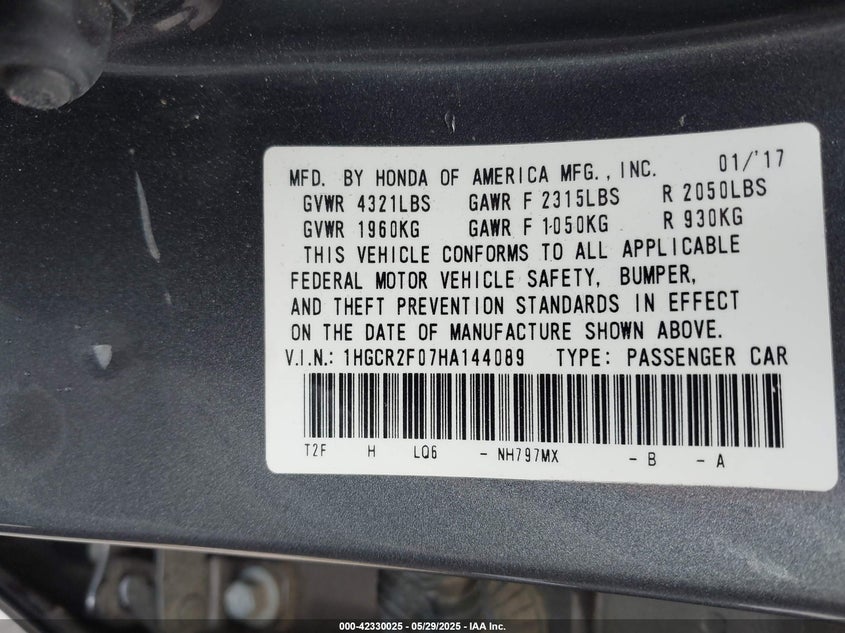 MFD. BY HONDA OF AMERICA MFG., INC. 01/'17
GVWR 4321LBS GAWR F 2315LBS R 2050LBS
GVWR 1960KG GAWR F 1050KG R 930KG
THIS VEHICLE CONFORMS TO ALL APPLICABLE
FEDERAL MOTOR VEHICLE SAFETY, BUMPER,
AND THEFT PREVENTION STANDARDS IN EFFECT
ON THE DATE OF MANUFACTURE SHOWN ABOVE.
V.I.N.: 1HGCR2F07HA144089 TYPE: PASSENGER CAR
T2F H LQ6 - NH797MX - B - A
000-42330025 - 05/29/2025 - IAA Inc.